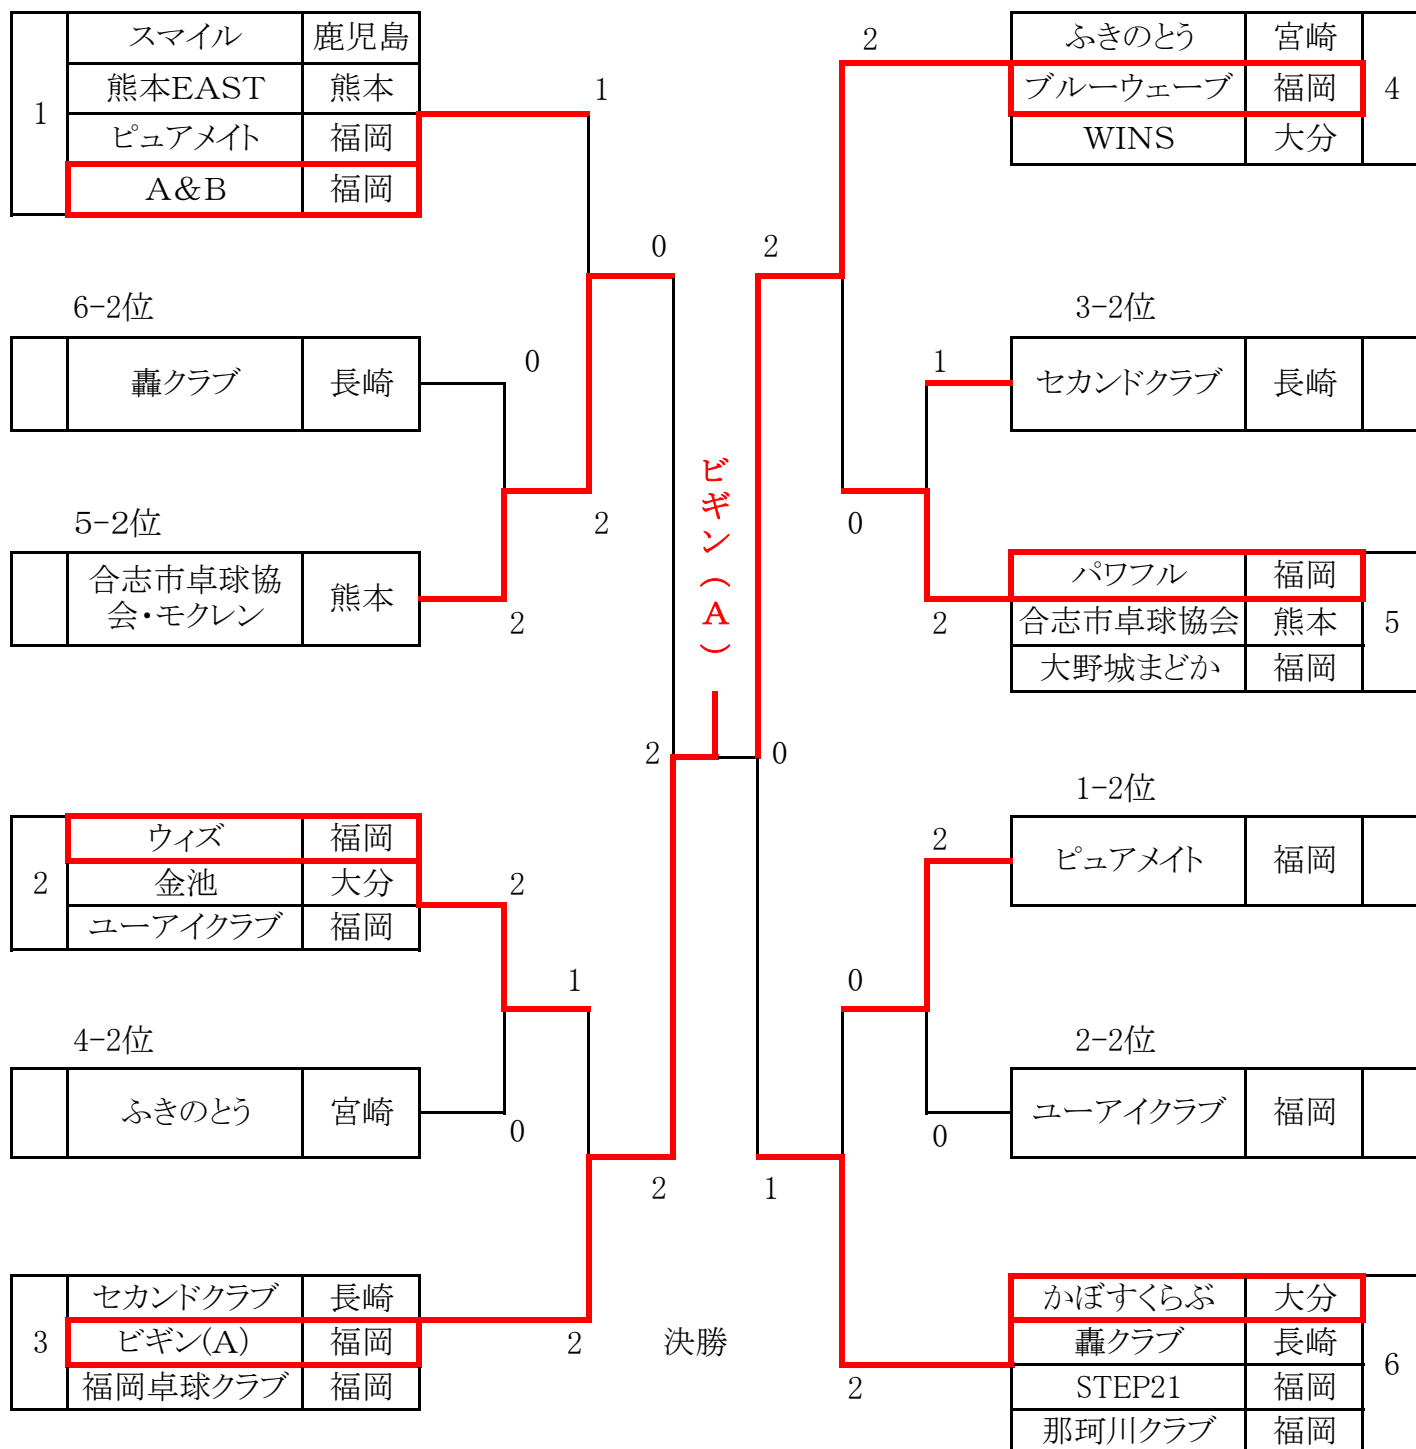 スマイル 鹿児島
熊本EAST 熊本
1
ピュアメイト 福岡
A&B 福岡
1
0
6-2位
轟クラブ 長崎
0
5-2位
2
合志市卓球協
会・モクレン
熊本
2
2
ウィズ 福岡
2
金池 大分
2
ユーアイクラブ 福岡
1
4-2位
ふきのとう 宮崎
0
2
セカンドクラブ 長崎
3
ビギン(A) 福岡
2
福岡卓球クラブ 福岡
決勝
ビギン(A)
2
ふきのとう 宮崎
ブルーウェーブ 福岡
4
WINS 大分
2
3-2位
1
セカンドクラブ 長崎
0
パワフル 福岡
2
合志市卓球協会 熊本
5
大野城まどか 福岡
0
1-2位
2
ピュアメイト 福岡
0
2-2位
ユーアイクラブ 福岡
0
1
かぼすくらぶ 大分
轟クラブ 長崎
6
2
STEP21 福岡
那珂川クラブ 福岡